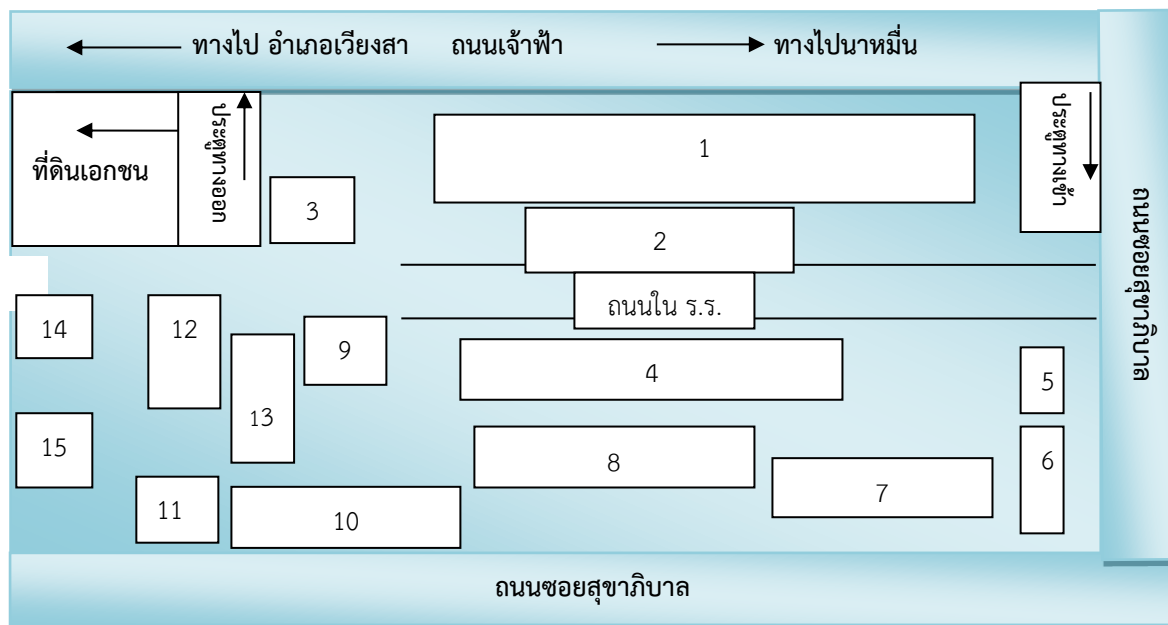 ทางไป อำเภอเวียงสา ถนนเจ้าฟ้า ทางไปนาหมื่น
ที่ดินเอกชน
ประตูทางออก
3
1
2
ถนนใน ร.ร.
ประตูทางเข้า
ถนนซอยสุขาภิบาล
14
12
13
9
4
5
15
11
10
8
7
6
ถนนซอยสุขาภิบาล